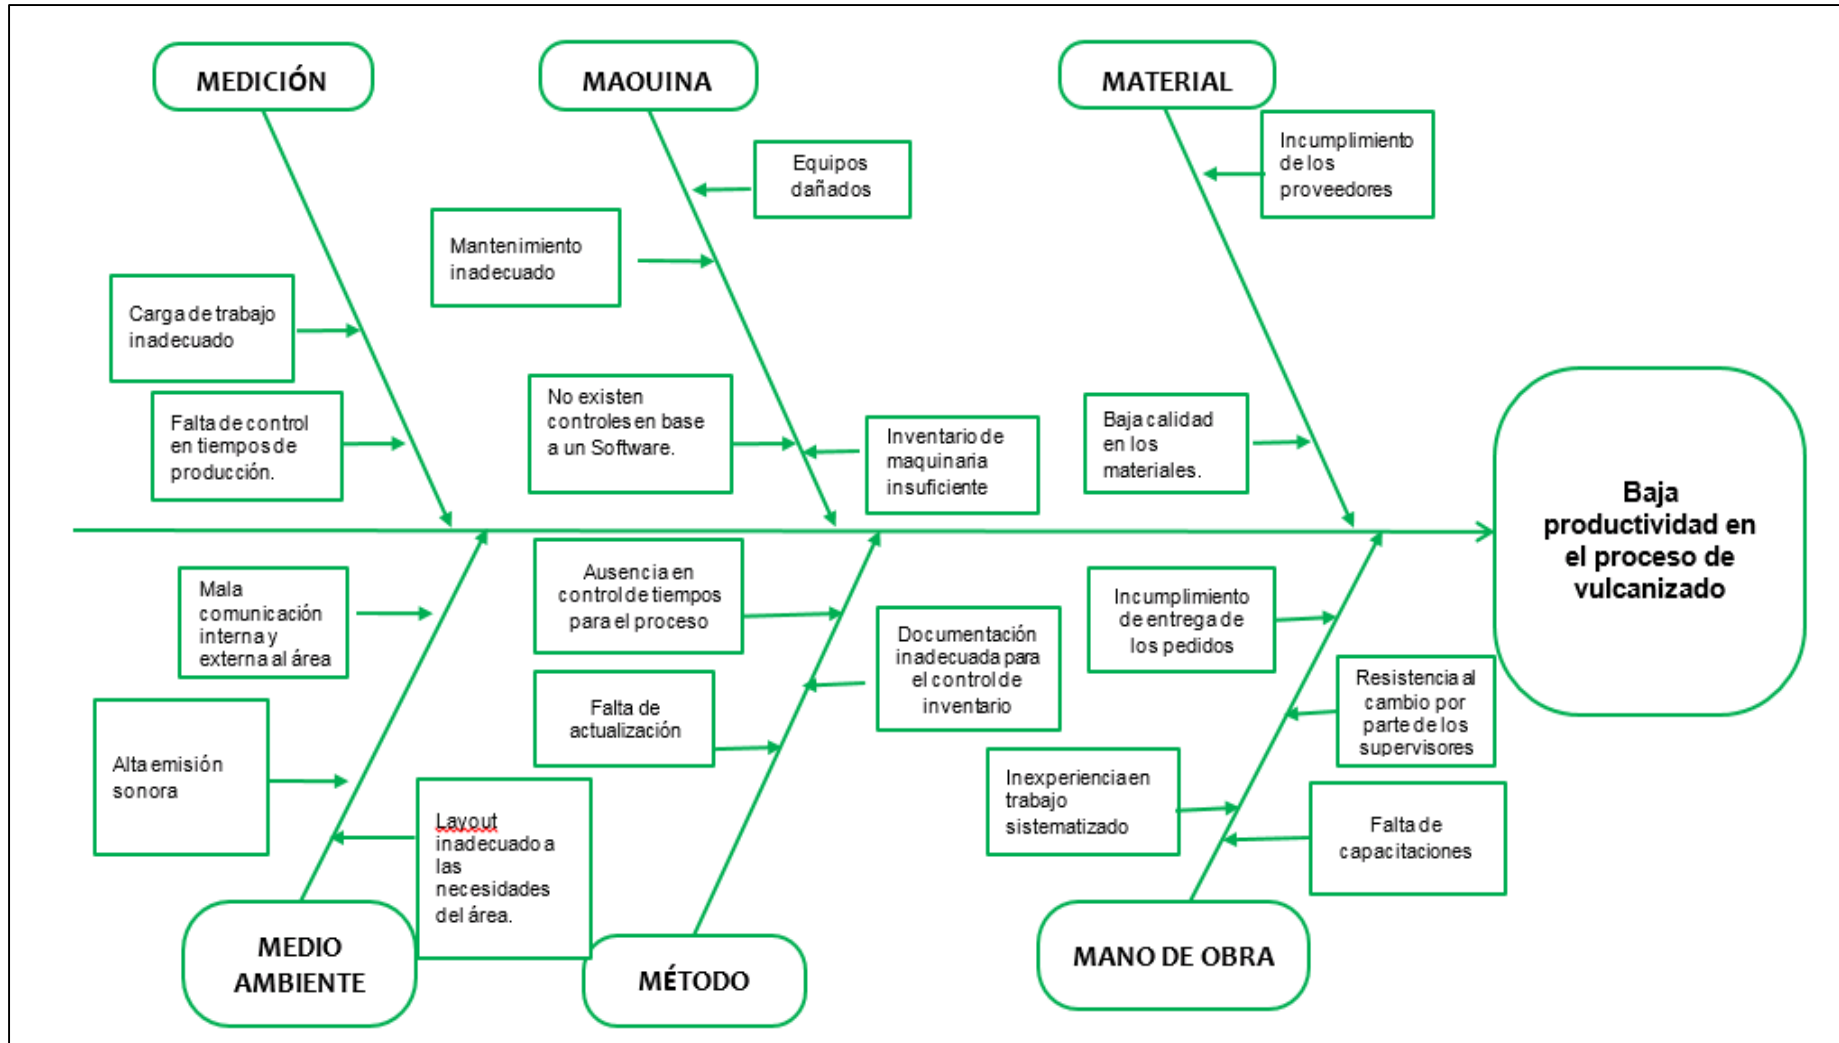 MEDICIÓN
MAOUINA
MATERIAL
Incumplimiento
de los
proveedores
Equipos
dañados
Mantenimiento
inadecuado
Carga de trabajo
inadecuado
Falta de control
en tiempos de
producción.
No existen
controles en base
a un Software.
Inventario de
maquinaria
insuficiente
Baja calidad
en los
materiales.
Baja
productividad en
el proceso de
vulcanizado
Mala
comunicación
interna y
externa al área
Ausencia en
control de tiempos
para el proceso
Documentación
inadecuada para
el control de
inventario
Incumplimiento
de entrega de
los pedidos
Resistencia al
cambio por
parte de los
supervisores
Falta de
actualización
Alta emisión
sonora
Layout
inadecuado a
las
necesidades
del área.
Inexperiencia en
trabajo
sistematizado
Falta de
capacitaciones
MEDIO
AMBIENTE
MÉTODO
MANO DE OBRA